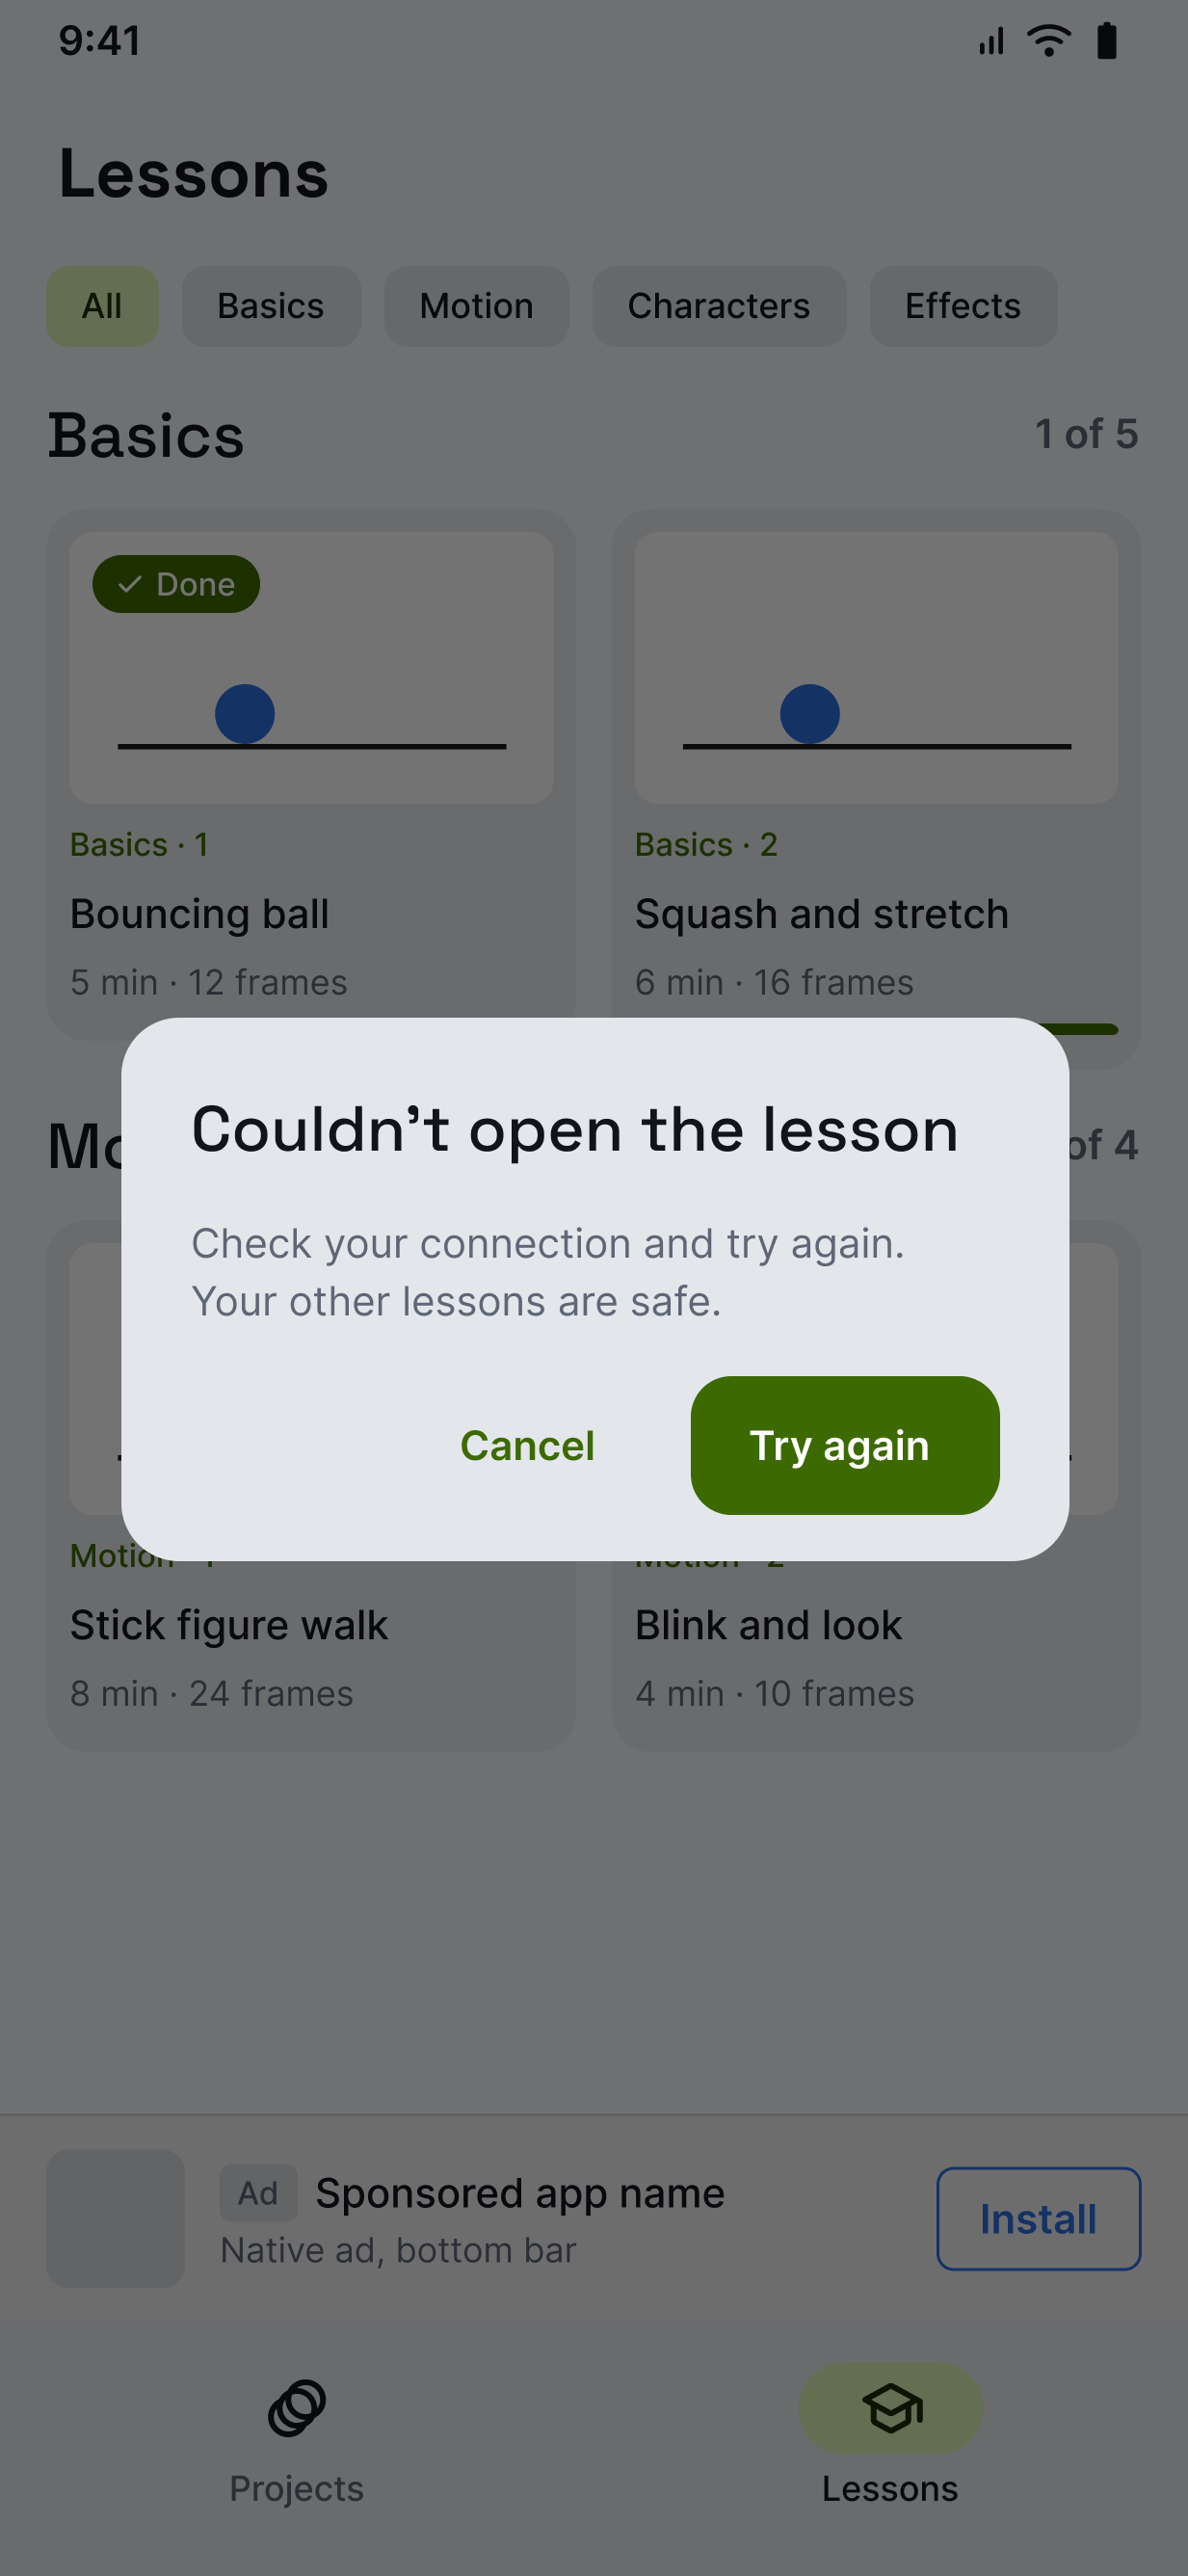 9:41
Lessons
All Basics Motion Characters Effects
Basics 1 of 5
Done
Basics · 1 Basics · 2
Bouncing ball Squash and stretch
5 min · 12 frames 6 min · 16 frames
Couldn't open the lesson
of 4
Check your connection and try again.
Your other lessons are safe.
Cancel Try again
Stick figure walk Blink and look
8 min · 24 frames 4 min · 10 frames
Ad Sponsored app name
Native ad, bottom bar
Install
Projects Lessons